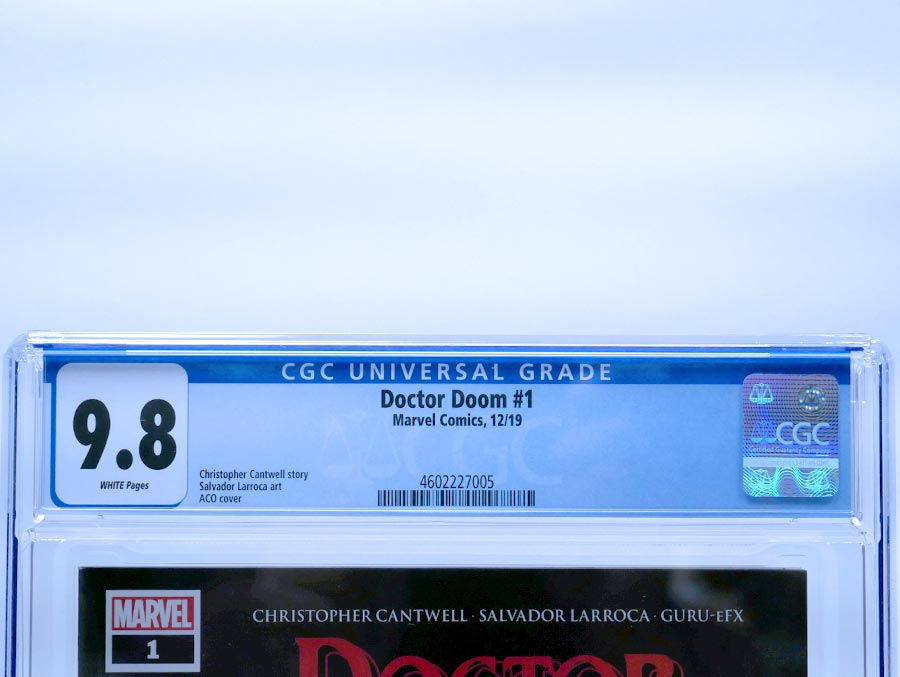 CGC UNIVERSAL GRADE
9.8
WHITE Pages
Doctor Doom #1
Marvel Comics, 12/19
Christopher Cantwell story
Salvador Larroca art
ACO cover
4602227005
CGC
MARVEL
1
CHRISTOPHER CANTWELL · SALVADOR LARROCA · GURU-eFX
DOCTOR